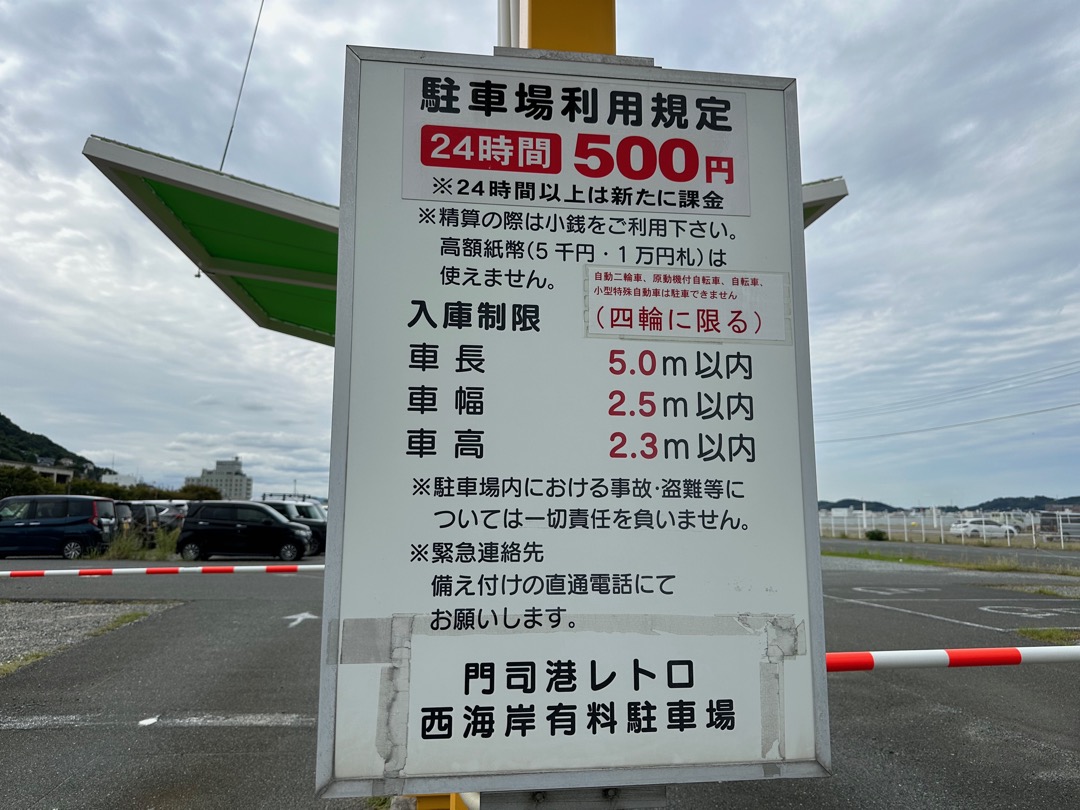 駐車場利用規定
24時間 500円
※24時間以上は新たに課金
※精算の際は小銭をご利用下さい。
高額紙幣(5千円・1万円札)は
使えません。
自動二輪車、原動機付自転車、自転車、
小型特殊自動車は駐車できません
(四輪に限る)
入庫制限
車長 5.0m以内
車幅 2.5m以内
車高 2.3m以内
※駐車場内における事故・盗難等に
ついては一切責任を負いません。
※緊急連絡先
備え付けの直通電話にて
お願いします。
門司港レトロ
西海岸有料駐車場